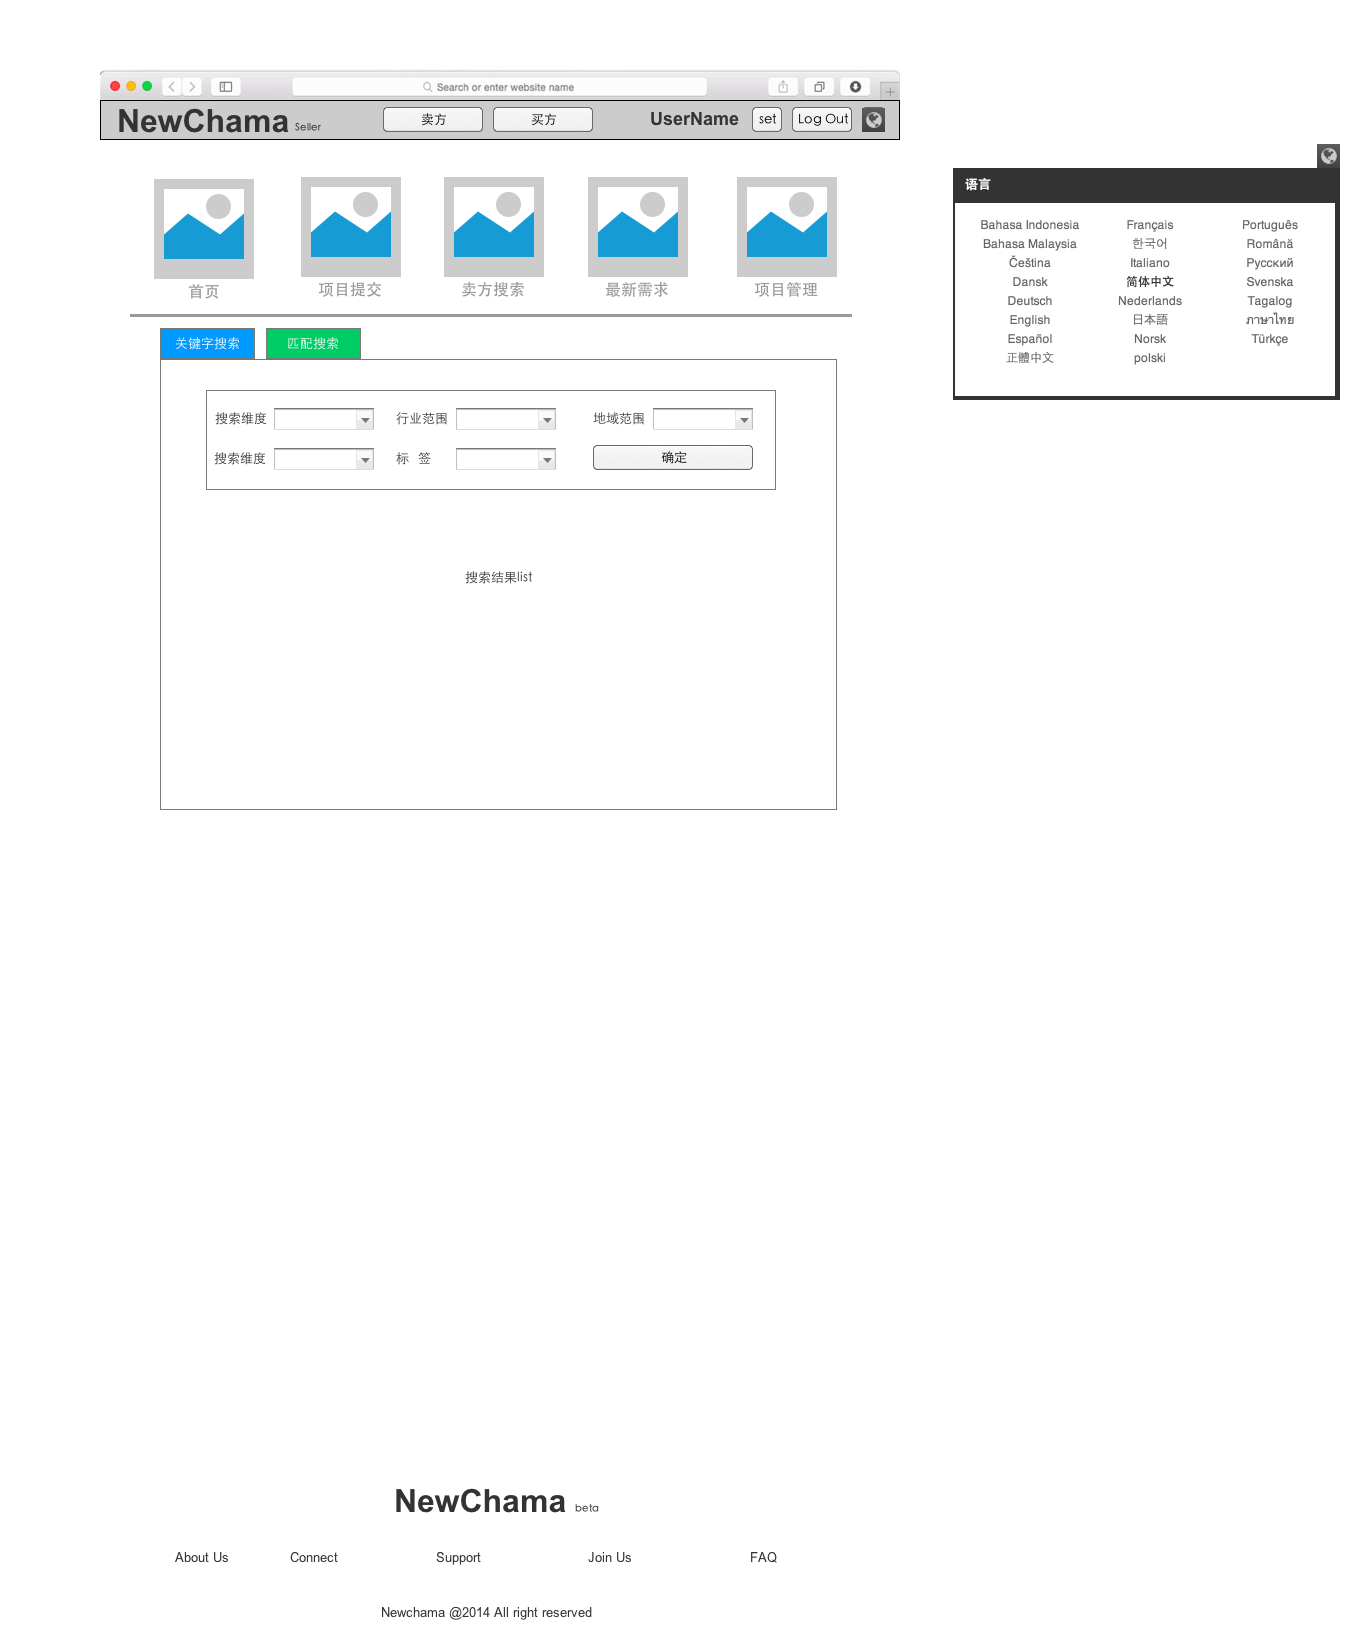 Search or enter website name
NewChama Seller 卖方 买方 UserName set Log Out
首页 项目提交 卖方搜索 最新需求 项目管理
关键字搜索 匹配搜索
搜索维度 行业范围 地域范围
搜索维度 标 签 确定
搜索结果list
语言
Bahasa Indonesia Français Português
Bahasa Malaysia 한국어 Română
Čeština Italiano Русский
Dansk 简体中文 Svenska
Deutsch Nederlands Tagalog
English 日本語 ภาษาไทย
Español Norsk Türkçe
正體中文 polski
NewChama beta
About Us Connect Support Join Us FAQ
Newchama @2014 All right reserved